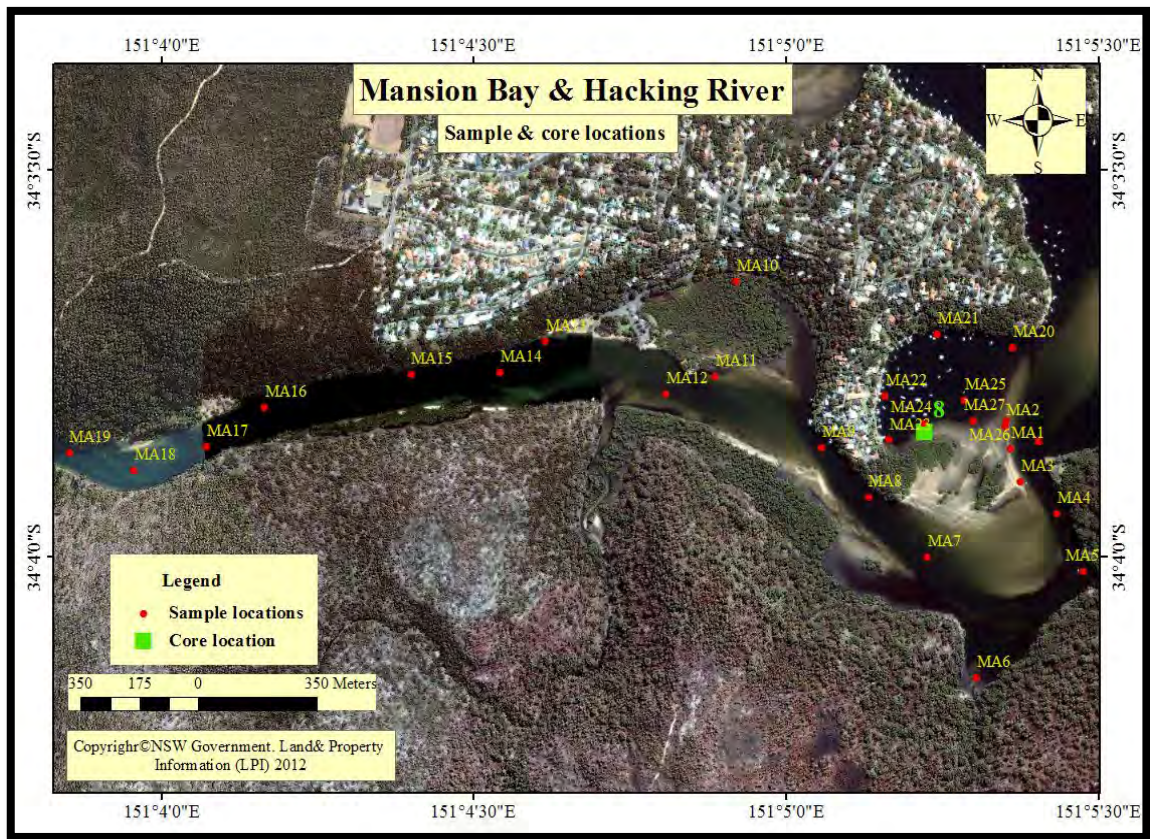 151°4'0"E 151°4'30"E 151°5'0"E 151°5'30"E
Mansion Bay & Hacking River
Sample & core locations
N
W E
S
34°3'30"S 34°3'30"S
MA10
MA21
MA20
MA13
MA15
MA14
MA11
MA12
MA16
MA22
MA25
MA24
8
MA27
MA2
MA17
MA9
MA23
MA26
MA1
MA19
MA18
MA3
MA8
MA4
MA7
MA5
34°4'0"S 34°4'0"S
MA6
Legend
Sample locations
Core location
350 175 0 350 Meters
Copyrighr©NSW Government. Land& Property
Information (LPI) 2012
151°4'0"E 151°4'30"E 151°5'0"E 151°5'30"E